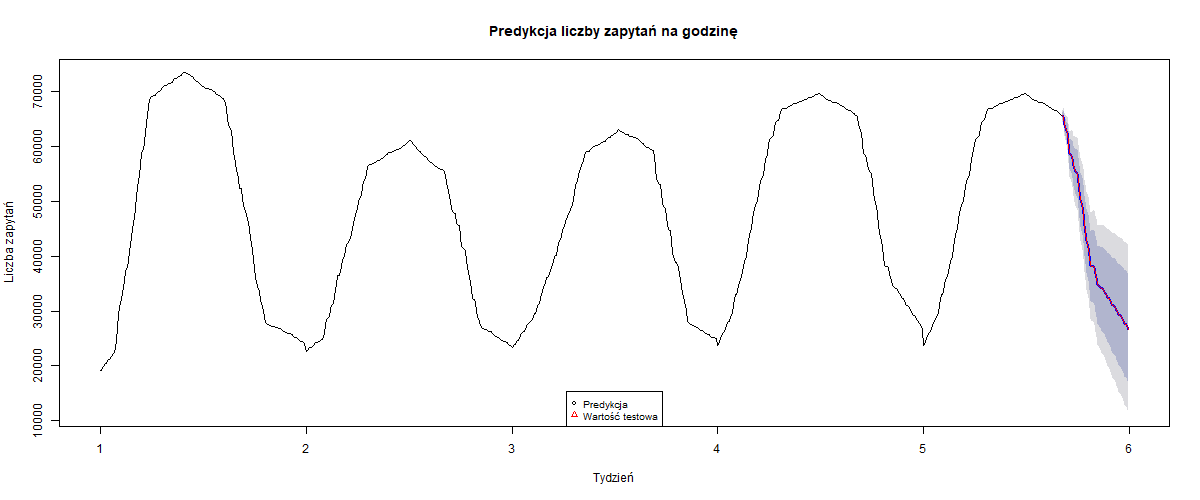 Predykcja liczby zapytań na godzinę
Liczba zapytań
70000
60000
50000
40000
30000
20000
10000
Predykcja
Wartość testowa
1 2 3 4 5 6
Tydzień